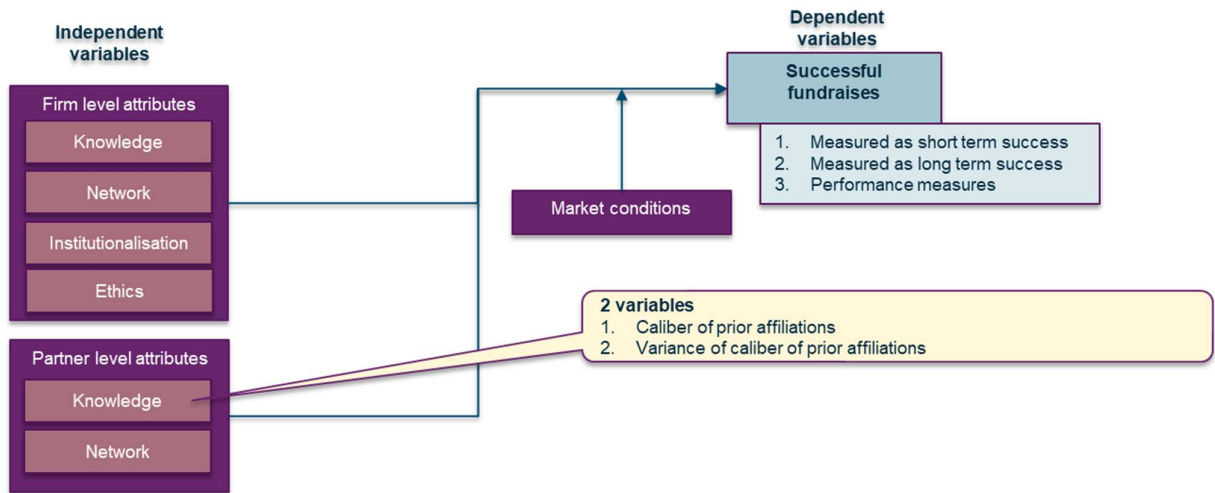 Independent
variables
Firm level attributes
Knowledge
Network
Institutionalisation
Ethics
Partner level attributes
Knowledge
Network
Market conditions
Dependent
variables
Successful
fundraises
1. Measured as short term success
2. Measured as long term success
3. Performance measures
2 variables
1. Caliber of prior affiliations
2. Variance of caliber of prior affiliations